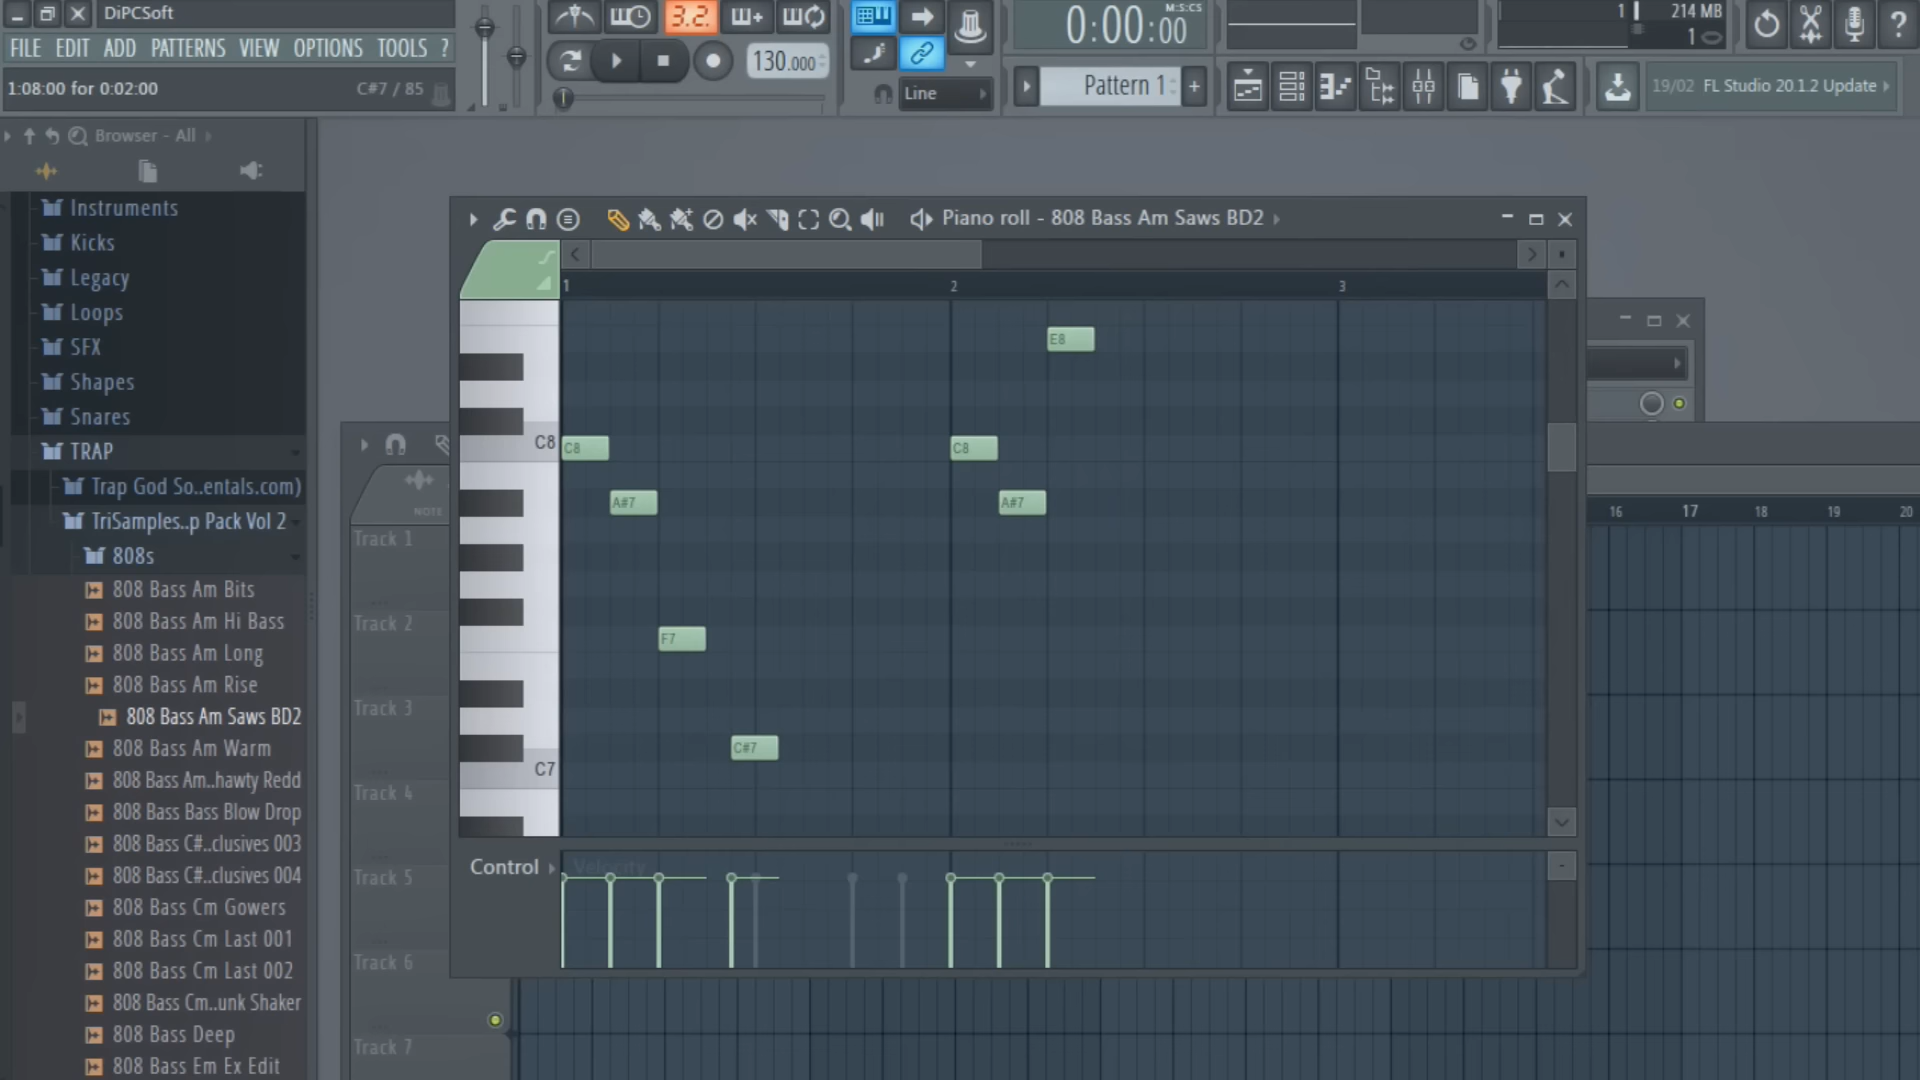 DiPCSoft
FILE EDIT ADD PATTERNS VIEW OPTIONS TOOLS ?
1:08:00 for 0:02:00 C#7 / 85
3.2.
130.000
Line
0:00:00
M:S:CS
Pattern 1
+
1
214 MB
1
?
19/02 FL Studio 20.1.2 Update
Browser - All
Instruments
Kicks
Legacy
Loops
SFX
Shapes
Snares
TRAP
Trap God So..entals.com)
TriSamples..p Pack Vol 2
808s
808 Bass Am Bits
808 Bass Am Hi Bass
808 Bass Am Long
808 Bass Am Rise
808 Bass Am Saws BD2
808 Bass Am Warm
808 Bass Am..hawty Redd
808 Bass Bass Blow Drop
808 Bass C#..clusives 003
808 Bass C#..clusives 004
808 Bass Cm Gowers
808 Bass Cm Last 001
808 Bass Cm Last 002
808 Bass Cm..unk Shaker
808 Bass Deep
808 Bass Em Ex Edit
NOTE
Track 1
Track 2
Track 3
Track 4
Track 5
Track 6
Track 7
Piano roll - 808 Bass Am Saws BD2
1 2 3
E8
C8 C8 C8
A#7 A#7
F7
C#7
C7
Control Velocity
16 17 18 19 20